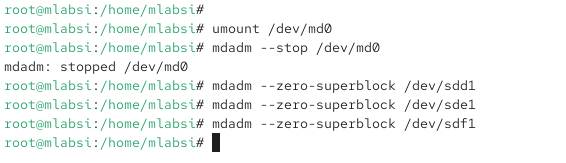 root@mlabsi:/home/mlabsi#
root@mlabsi:/home/mlabsi# umount /dev/md0
root@mlabsi:/home/mlabsi# mdadm --stop /dev/md0
mdadm: stopped /dev/md0
root@mlabsi:/home/mlabsi# mdadm --zero-superblock /dev/sdd1
root@mlabsi:/home/mlabsi# mdadm --zero-superblock /dev/sde1
root@mlabsi:/home/mlabsi# mdadm --zero-superblock /dev/sdf1
root@mlabsi:/home/mlabsi#